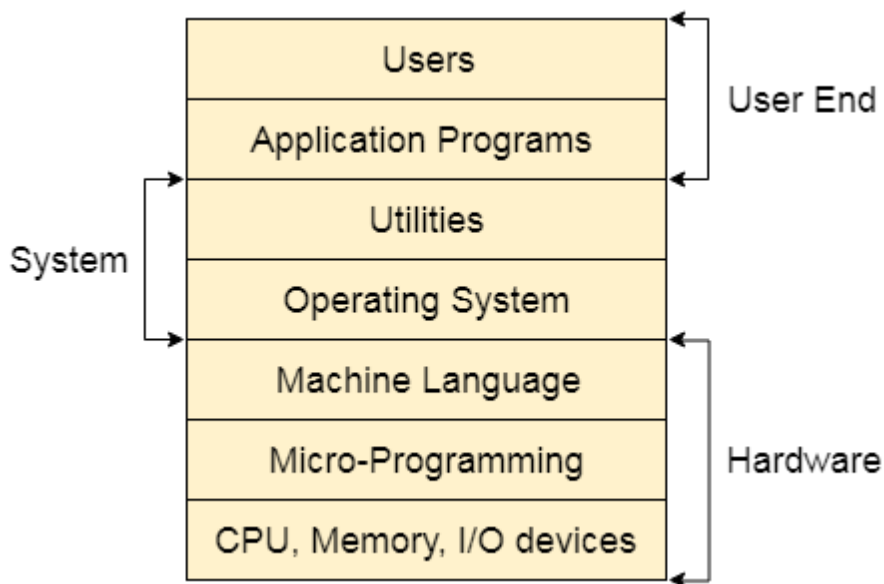 Users
User End
Application Programs
Utilities
System
Operating System
Machine Language
Micro-Programming
Hardware
CPU, Memory, I/O devices